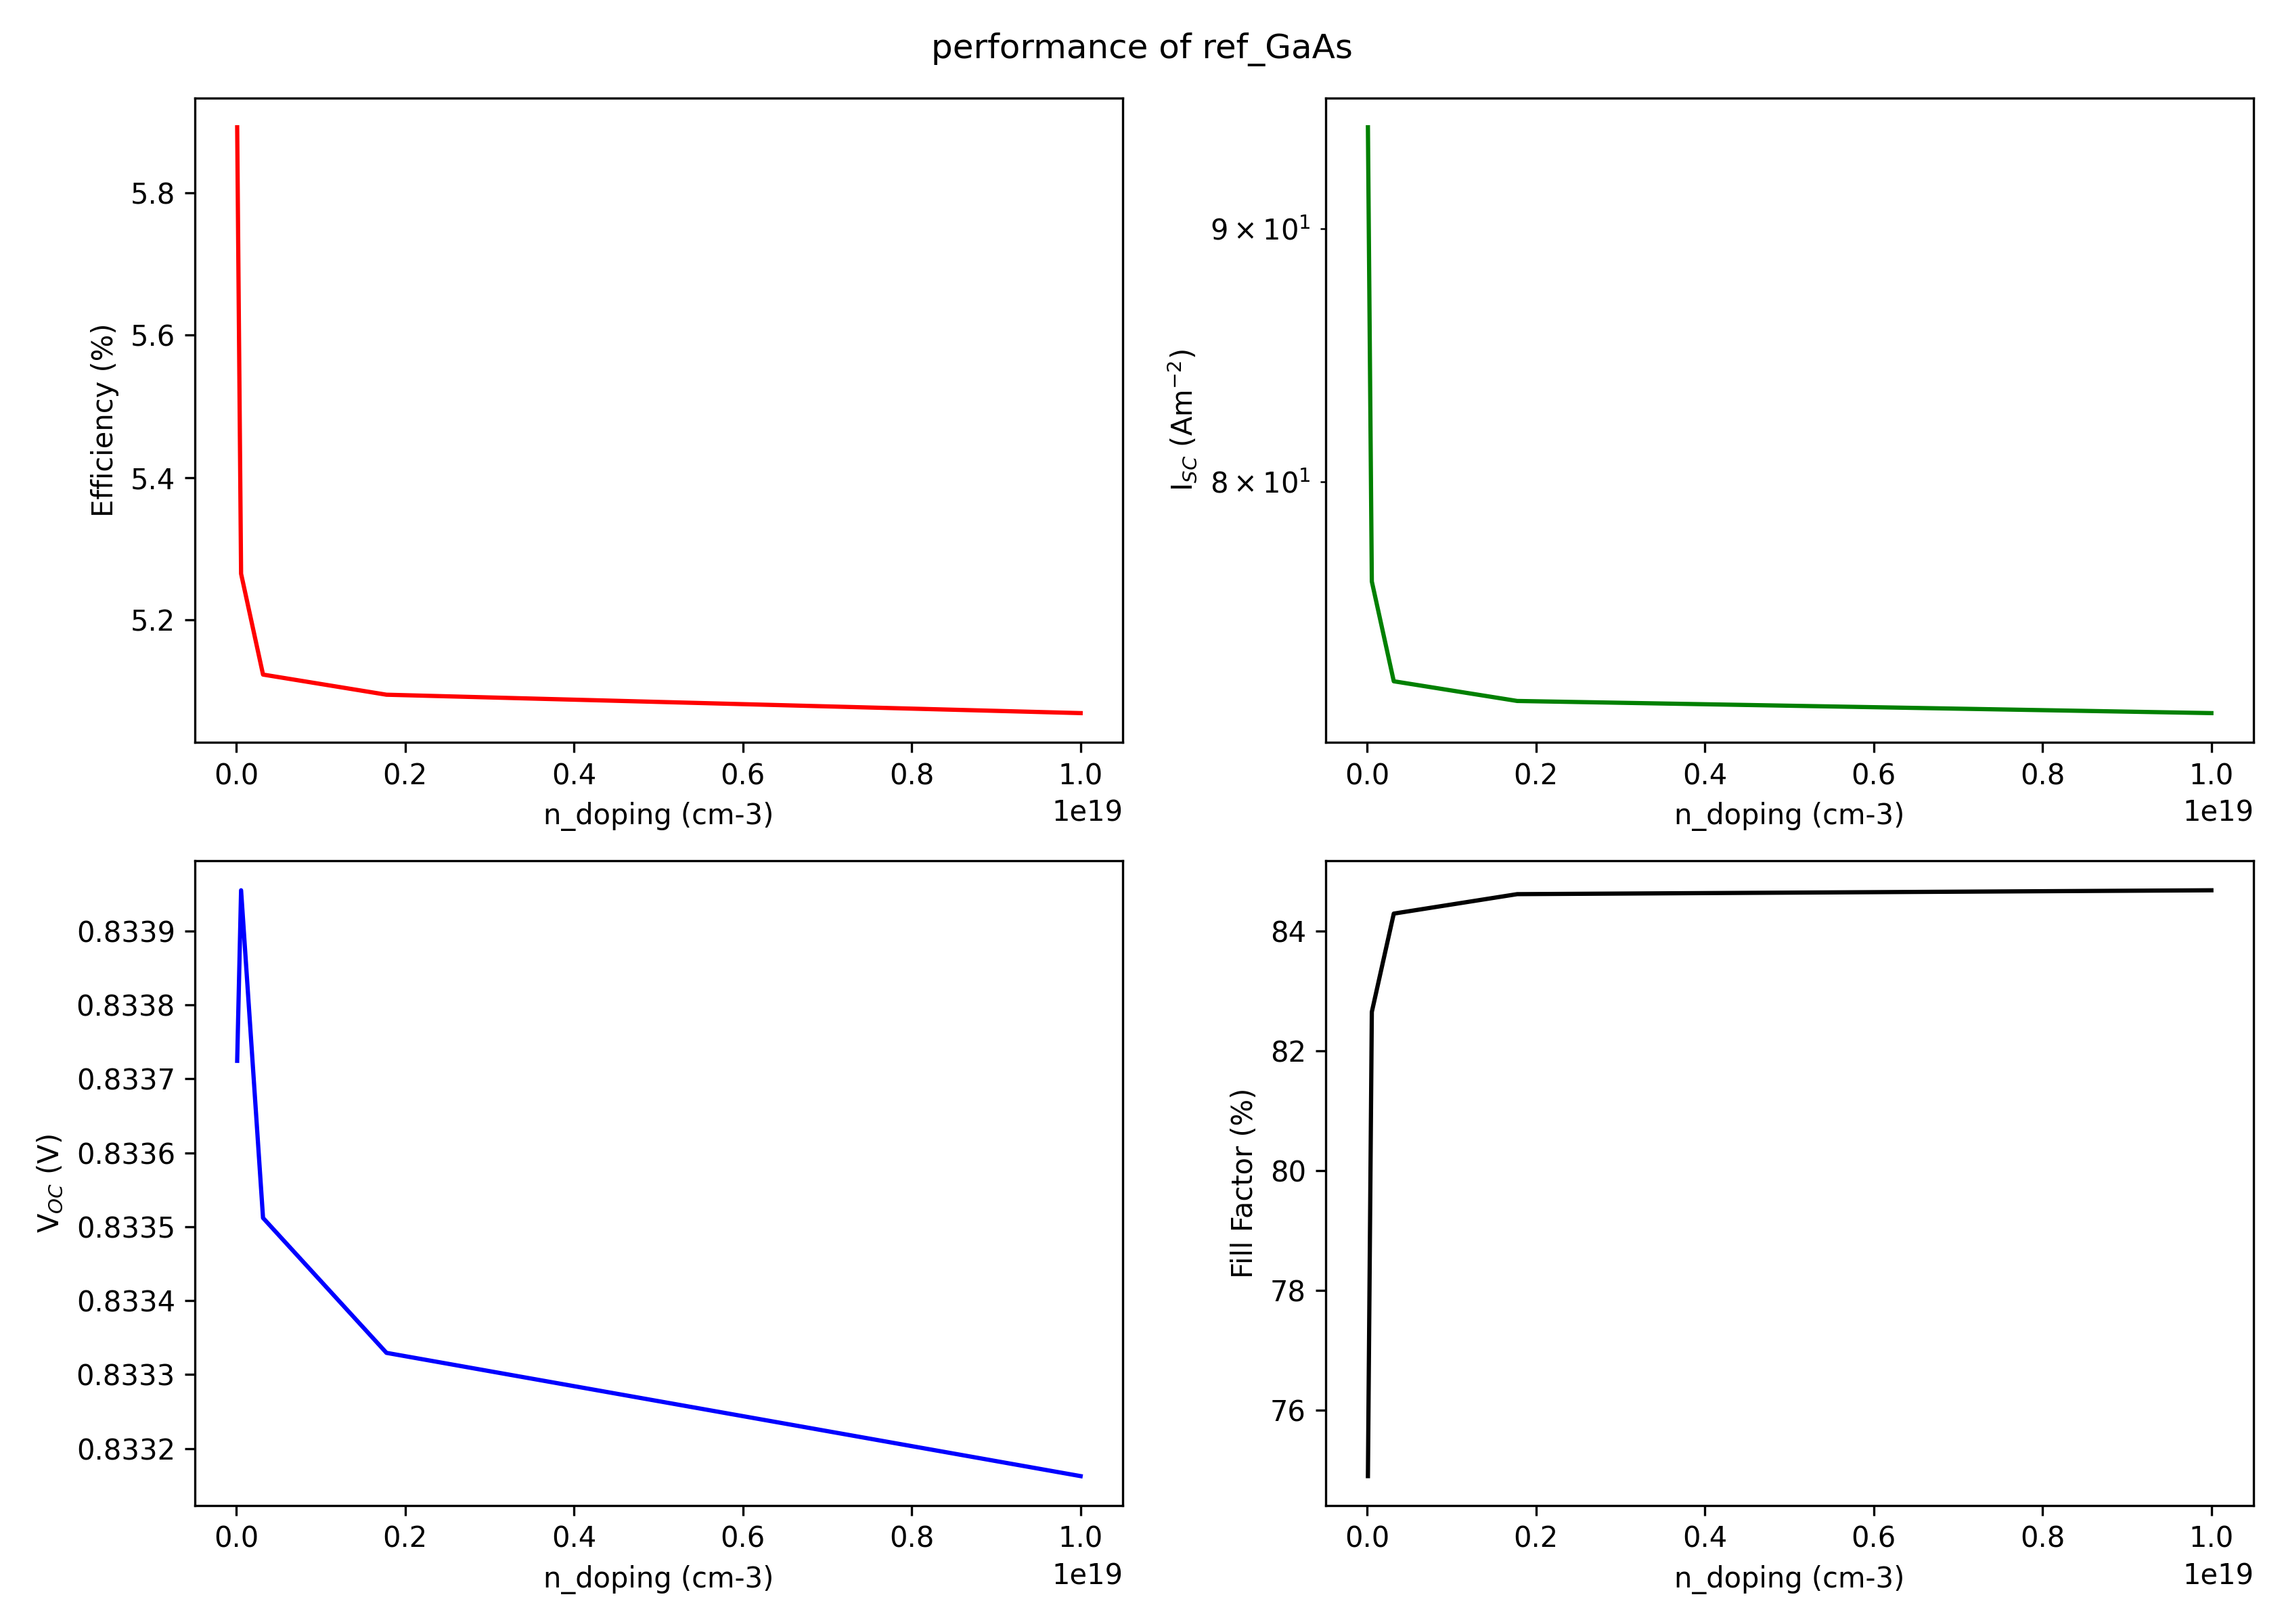 performance of ref_GaAs
Efficiency (%)
5.8
5.6
5.4
5.2
0.0 0.2 0.4 0.6 0.8 1.0
1e19
n_doping (cm-3)
I_SC (Am⁻²)
9 × 10¹
8 × 10¹
0.0 0.2 0.4 0.6 0.8 1.0
1e19
n_doping (cm-3)
V_OC (V)
0.8339
0.8338
0.8337
0.8336
0.8335
0.8334
0.8333
0.8332
0.0 0.2 0.4 0.6 0.8 1.0
1e19
n_doping (cm-3)
Fill Factor (%)
84
82
80
78
76
0.0 0.2 0.4 0.6 0.8 1.0
1e19
n_doping (cm-3)